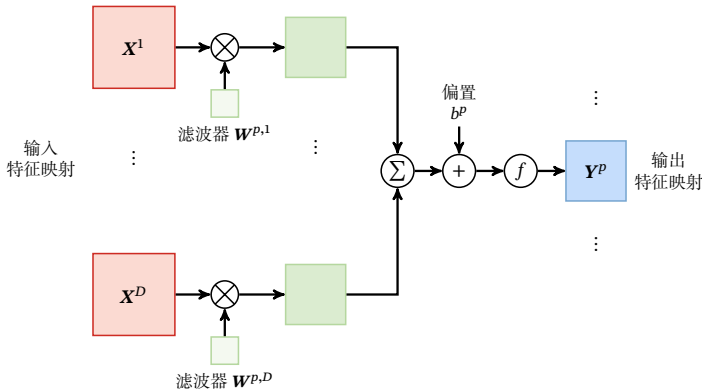 X^1
滤波器 W^{p,1}
输入
特征映射
⋮
⋮
X^D
滤波器 W^{p,D}
∑
偏置
b^p
+
f
⋮
Y^p
⋮
输出
特征映射